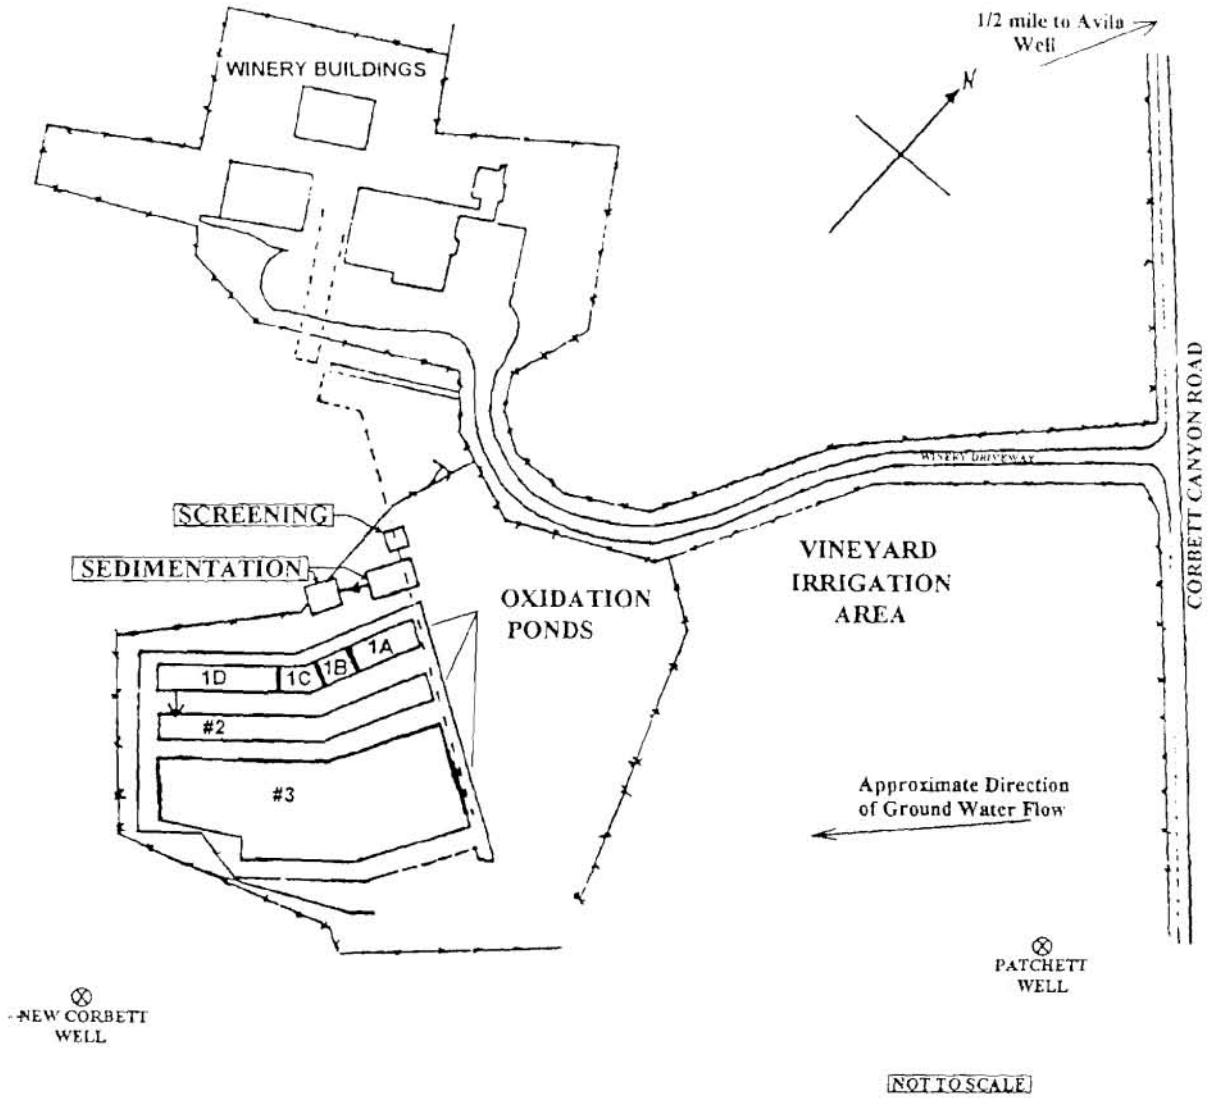 1/2 mile to Avila
Well
WINERY BUILDINGS
N
CORBETT CANYON ROAD
WINERY DRIVEWAY
SCREENING
SEDIMENTATION
VINEYARD
IRRIGATION
AREA
OXIDATION
PONDS
1A
1B
1C
1D
#2
#3
Approximate Direction
of Ground Water Flow
PATCHETT
WELL
NEW CORBETT
WELL
NOT TO SCALE